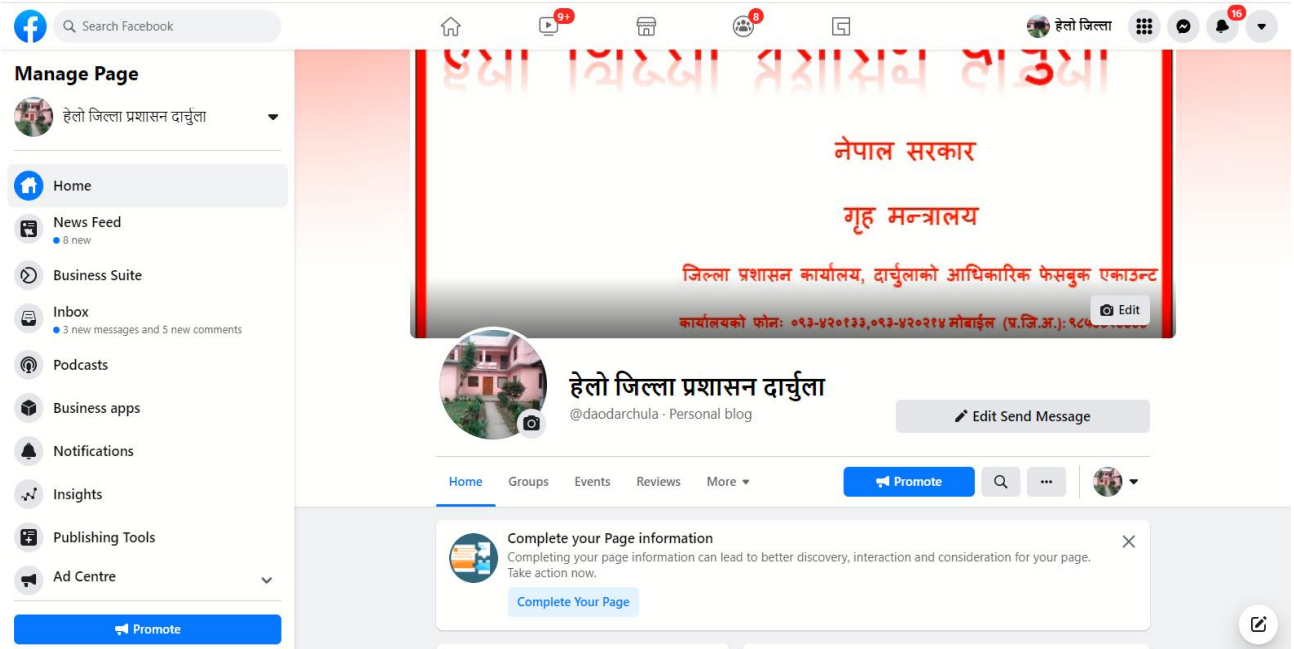 Search Facebook
9+
8
हेलो जिल्ला
16
Manage Page
हेलो जिल्ला प्रशासन दार्चुला
Home
News Feed
8 new
Business Suite
Inbox
3 new messages and 5 new comments
Podcasts
Business apps
Notifications
Insights
Publishing Tools
Ad Centre
Promote
हेलो जिल्ला प्रशासन दार्चुला
नेपाल सरकार
गृह मन्त्रालय
जिल्ला प्रशासन कार्यालय, दार्चुलाको आधिकारिक फेसबुक एकाउन्ट
Edit
कार्यालयको फोनः ०९३-४२०१३३,०९३-४२०२१४ मोबाईल (प्र.जि.अ.):
हेलो जिल्ला प्रशासन दार्चुला
@daodarchula · Personal blog
Edit Send Message
Home Groups Events Reviews More
Promote
Complete your Page information
Completing your page information can lead to better discovery, interaction and consideration for your page.
Take action now.
Complete Your Page